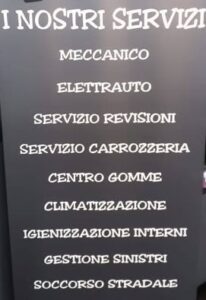 I NOSTRI SERVIZI
MECCANICO
ELETTRAUTO
SERVIZIO REVISIONI
SERVIZIO CARROZZERIA
CENTRO GOMME
CLIMATIZZAZIONE
IGIENIZZAZIONE INTERNI
GESTIONE SINISTRI
SOCCORSO STRADALE